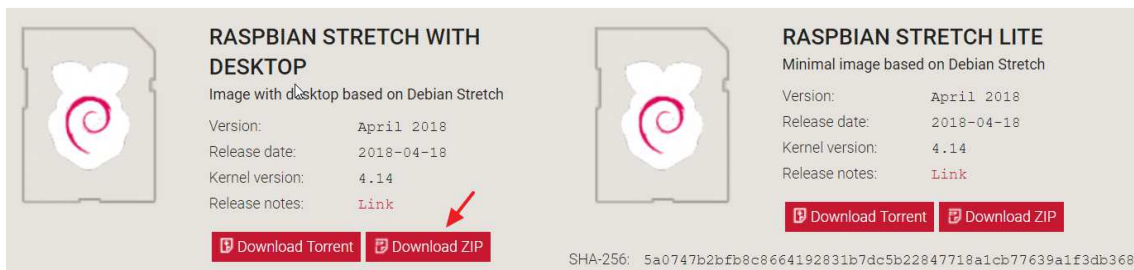 RASPBIAN STRETCH WITH
DESKTOP
Image with desktop based on Debian Stretch
Version: April 2018
Release date: 2018-04-18
Kernel version: 4.14
Release notes: Link
Download Torrent Download ZIP
RASPBIAN STRETCH LITE
Minimal image based on Debian Stretch
Version: April 2018
Release date: 2018-04-18
Kernel version: 4.14
Release notes: Link
Download Torrent Download ZIP
SHA-256: 5a0747b2bfb8c8664192831b7dc5b22847718a1cb77639a1f3db368